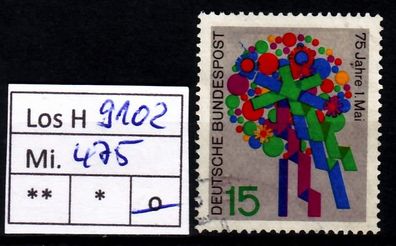 Los H 9102
Mi. 475
** * o
DEUTSCHE BUNDESPOST
75 Jahre 1. Mai
15